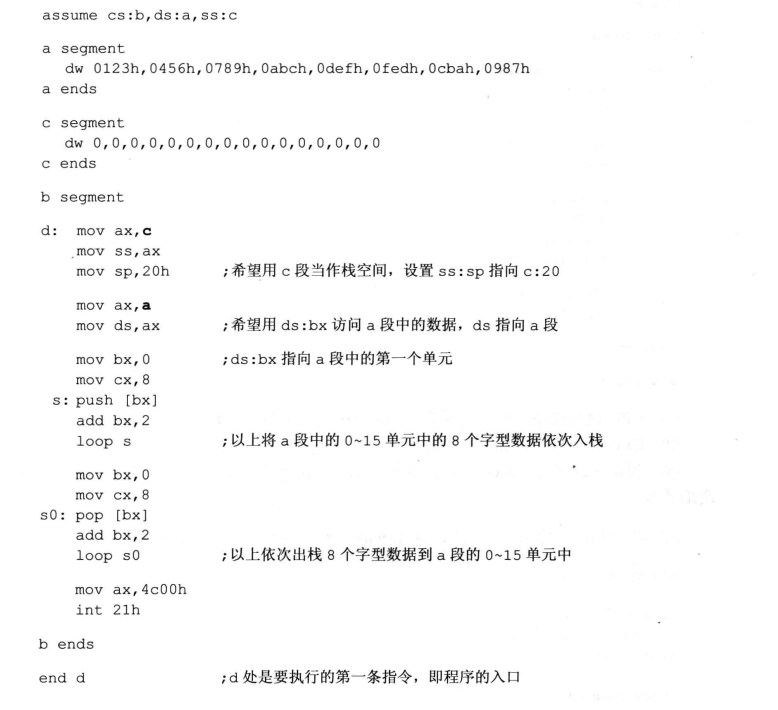 assume cs:b,ds:a,ss:c
a segment
dw 0123h,0456h,0789h,0abch,0defh,0fedh,0cbah,0987h
a ends
c segment
dw 0,0,0,0,0,0,0,0,0,0,0,0,0,0,0,0
c ends
b segment
d: mov ax,c
mov ss,ax
mov sp,20h ;希望用 c 段当作栈空间，设置 ss:sp 指向 c:20
mov ax,a
mov ds,ax ;希望用 ds:bx 访问 a 段中的数据，ds 指向 a 段
mov bx,0 ;ds:bx 指向 a 段中的第一个单元
mov cx,8
s: push [bx]
add bx,2
loop s ;以上将 a 段中的 0~15 单元中的 8 个字型数据依次入栈
mov bx,0
mov cx,8
s0: pop [bx]
add bx,2
loop s0 ;以上依次出栈 8 个字型数据到 a 段的 0~15 单元中
mov ax,4c00h
int 21h
b ends
end d ;d 处是要执行的第一条指令，即程序的入口